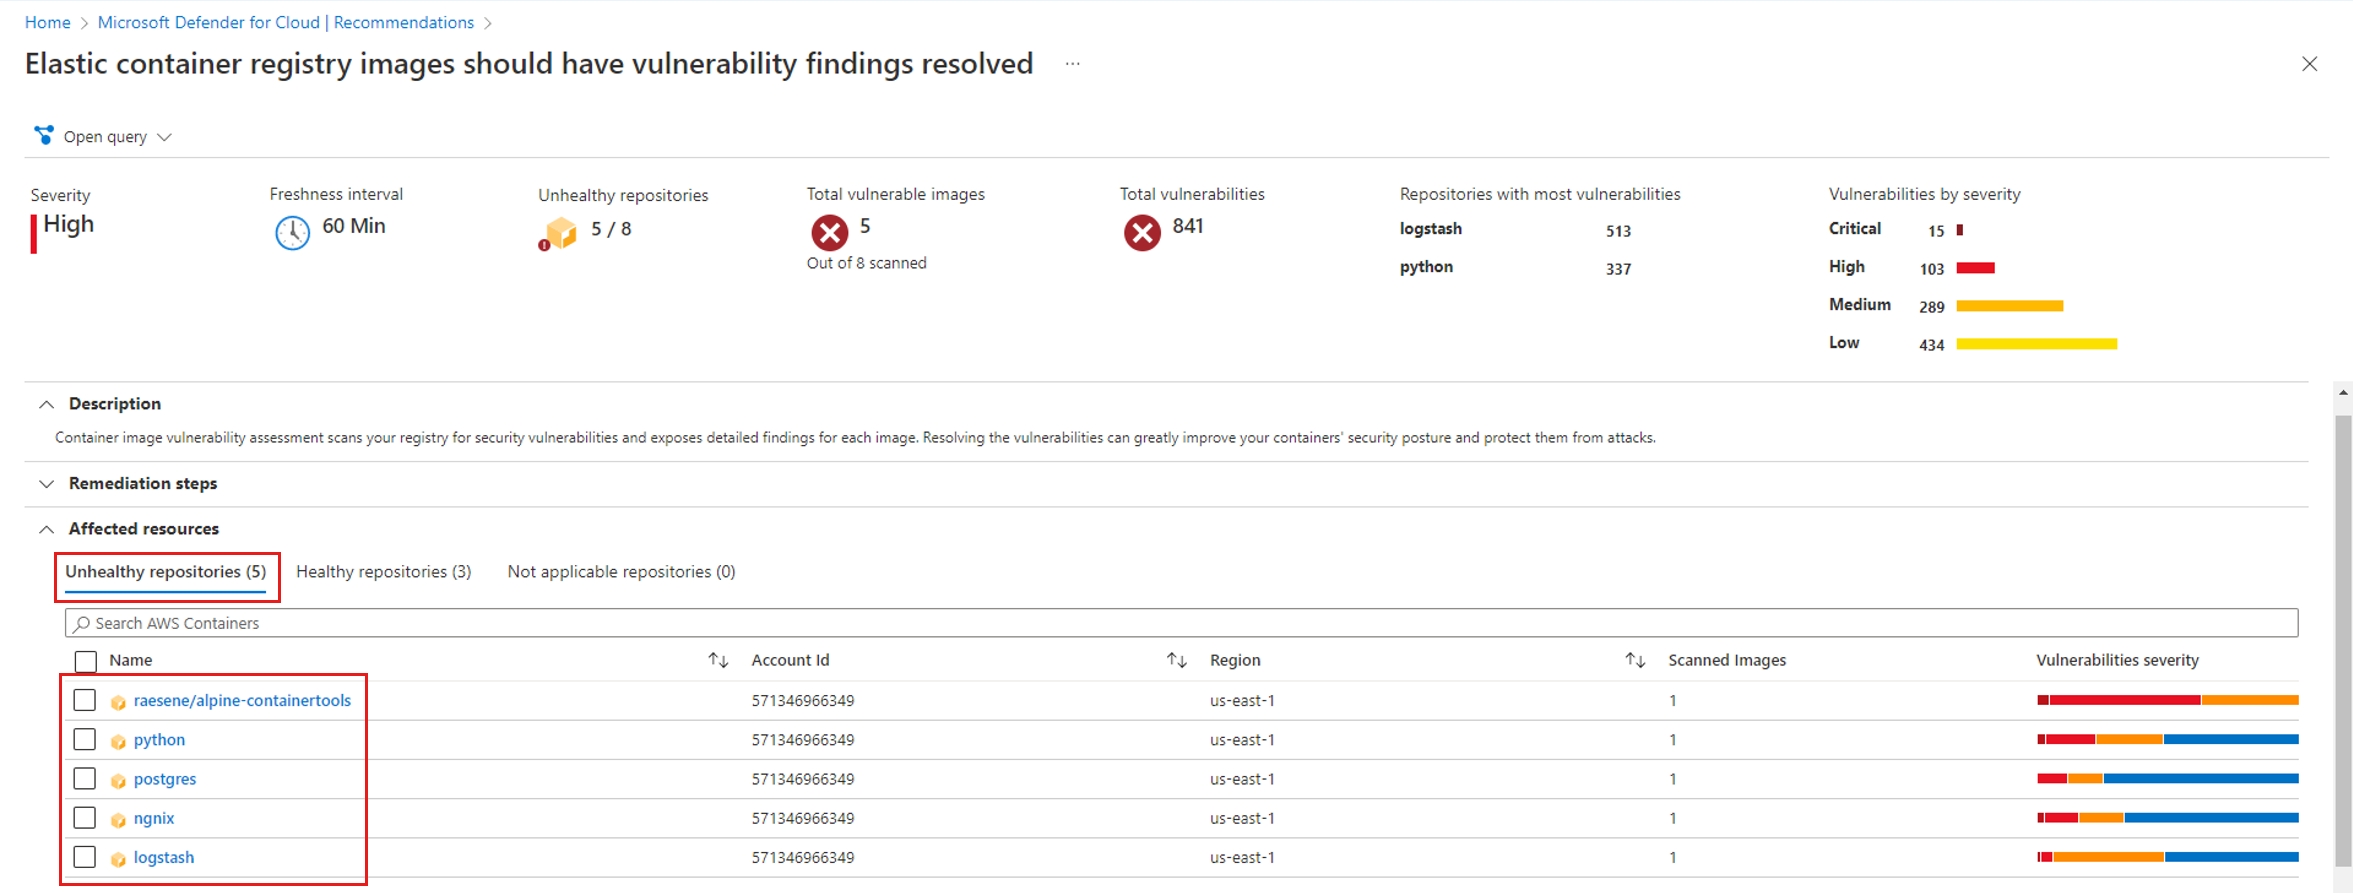 Home > Microsoft Defender for Cloud | Recommendations >
Elastic container registry images should have vulnerability findings resolved ...
Open query
Severity Freshness interval Unhealthy repositories Total vulnerable images Total vulnerabilities Repositories with most vulnerabilities Vulnerabilities by severity
High 60 Min 5 / 8 5 841 logstash 513 Critical 15
Out of 8 scanned python 337 High 103
Medium 289
Low 434
Description
Container image vulnerability assessment scans your registry for security vulnerabilities and exposes detailed findings for each image. Resolving the vulnerabilities can greatly improve your containers' security posture and protect them from attacks.
Remediation steps
Affected resources
Unhealthy repositories (5) Healthy repositories (3) Not applicable repositories (0)
Search AWS Containers
Name Account Id Region Scanned Images Vulnerabilities severity
raesene/alpine-containertools 571346966349 us-east-1 1
python 571346966349 us-east-1 1
postgres 571346966349 us-east-1 1
ngnix 571346966349 us-east-1 1
logstash 571346966349 us-east-1 1